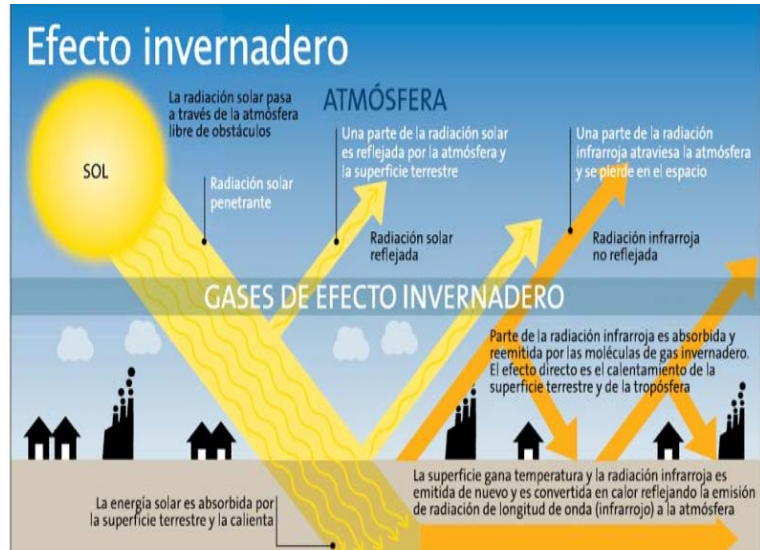 Efecto invernadero
La radiación solar pasa
a través de la atmósfera
libre de obstáculos
ATMÓSFERA
SOL
Radiación solar
penetrante
Una parte de la radiación solar
es reflejada por la atmósfera y
la superficie terrestre
Radiación solar
reflejada
Una parte de la radiación
infrarroja atraviesa la atmósfera
y se pierde en el espacio
Radiación infrarroja
no reflejada
GASES DE EFECTO INVERNADERO
Parte de la radiación infrarroja es absorbida y
reemitida por las moléculas de gas invernadero.
El efecto directo es el calentamiento de la
superficie terrestre y de la tropósfera
La energía solar es absorbida por
la superficie terrestre y la calienta
La superficie gana temperatura y la radiación infrarroja es
emitida de nuevo y es convertida en calor reflejando la emisión
de radiación de longitud de onda (infrarrojo) a la atmósfera